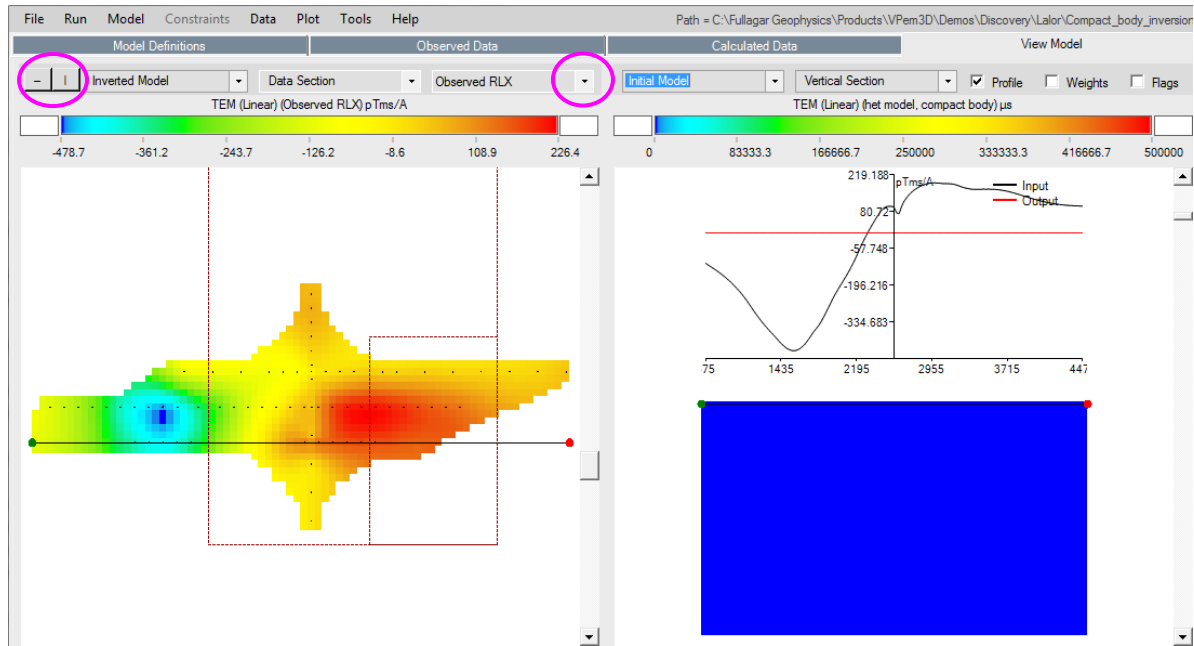 File Run Model Constraints Data Plot Tools Help Path = C:\Fullagar Geophysics\Products\VPem3D\Demos\Discovery\Lalor\Compact_body_inversion
Model Definitions Observed Data Calculated Data View Model
– | Inverted Model Data Section Observed RLX Initial Model Vertical Section Profile Weights Flags
TEM (Linear) (Observed RLX) pTms/A TEM (Linear) (het model, compact body) µs
-478.7 -361.2 -243.7 -126.2 -8.6 108.9 226.4 0 83333.3 166666.7 250000 333333.3 416666.7 500000
219.188 pTms/A Input
Output
80.72
-57.748
-196.216
-334.683
75 1435 2195 2955 3715 447